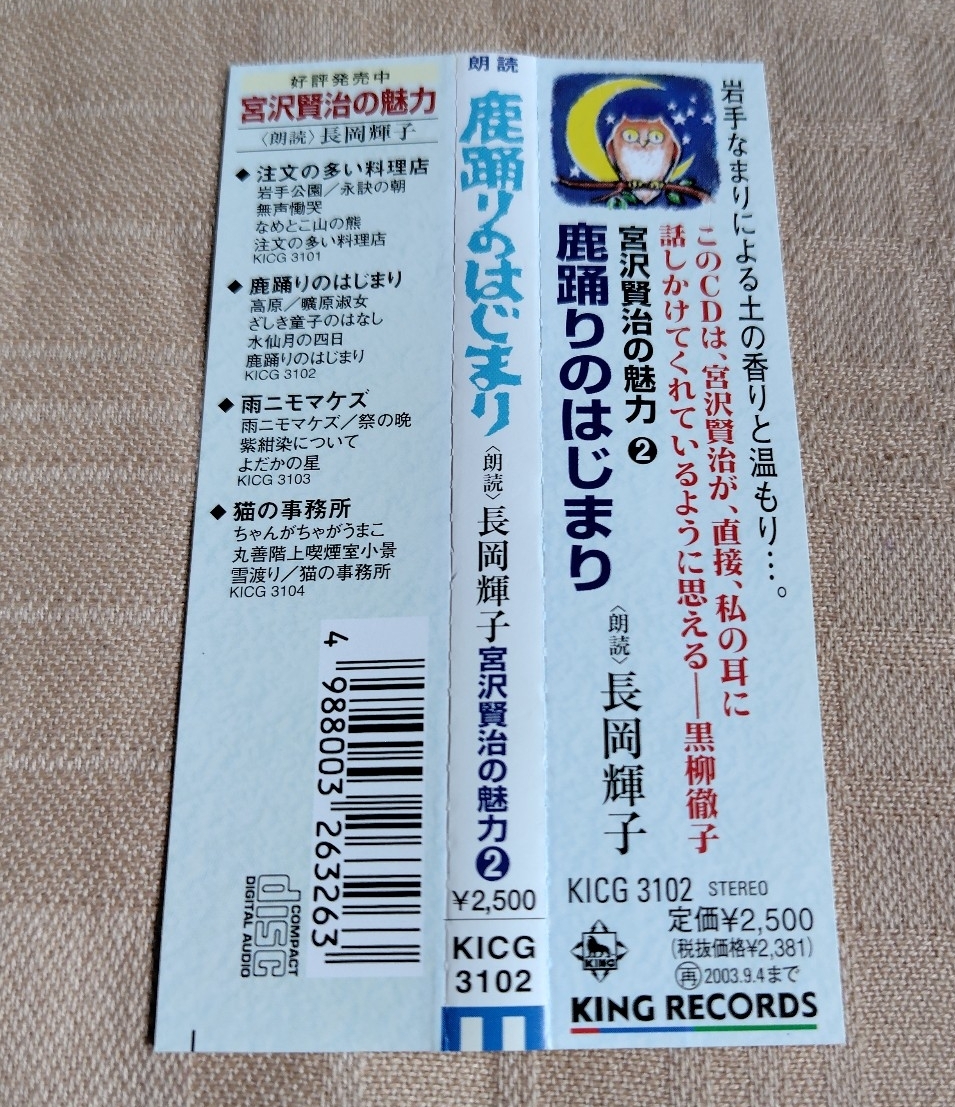 好評発売中
宮沢賢治の魅力
〈朗読〉長岡輝子
◆ 注文の多い料理店
岩手公園／永訣の朝
無声慟哭
なめとこ山の熊
注文の多い料理店
KICG 3101
◆ 鹿踊りのはじまり
高原／曠原淑女
ざしき童子のはなし
水仙月の四日
鹿踊りのはじまり
KICG 3102
◆ 雨ニモマケズ
雨ニモマケズ／祭の晩
紫紺染について
よだかの星
KICG 3103
◆ 猫の事務所
ちゃんがちゃがうまこ
丸善階上喫煙室小景
雪渡り／猫の事務所
KICG 3104
4 988003 263263
COMPACT
disc
DIGITAL AUDIO
朗読
鹿踊りのはじまり
〈朗読〉長岡輝子
宮沢賢治の魅力❷
¥2,500
KICG
3102
岩手なまりによる土の香りと温もり…。
このCDは、宮沢賢治が、直接、私の耳に
話しかけてくれているように思える──黒柳徹子
宮沢賢治の魅力❷
鹿踊りのはじまり
〈朗読〉長岡輝子
KICG 3102 STEREO
定価¥2,500
(税抜価格¥2,381)
再 2003.9.4まで
KING
KING RECORDS